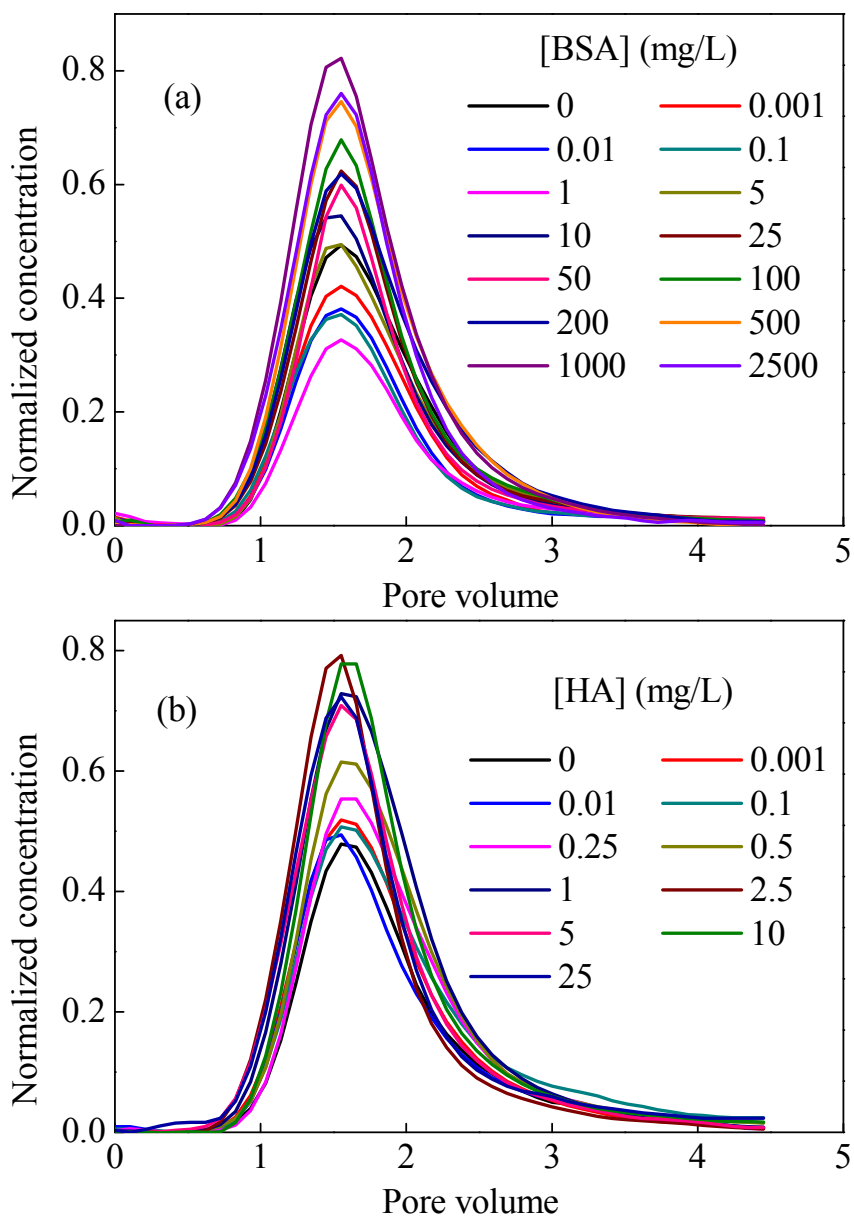 (a)
[BSA] (mg/L)
0 0.001
0.01 0.1
1 5
10 25
50 100
200 500
1000 2500
Normalized concentration
0.8
0.6
0.4
0.2
0.0
0 1 2 3 4 5
Pore volume
(b)
[HA] (mg/L)
0 0.001
0.01 0.1
0.25 0.5
1 2.5
5 10
25
Normalized concentration
0.8
0.6
0.4
0.2
0.0
0 1 2 3 4 5
Pore volume